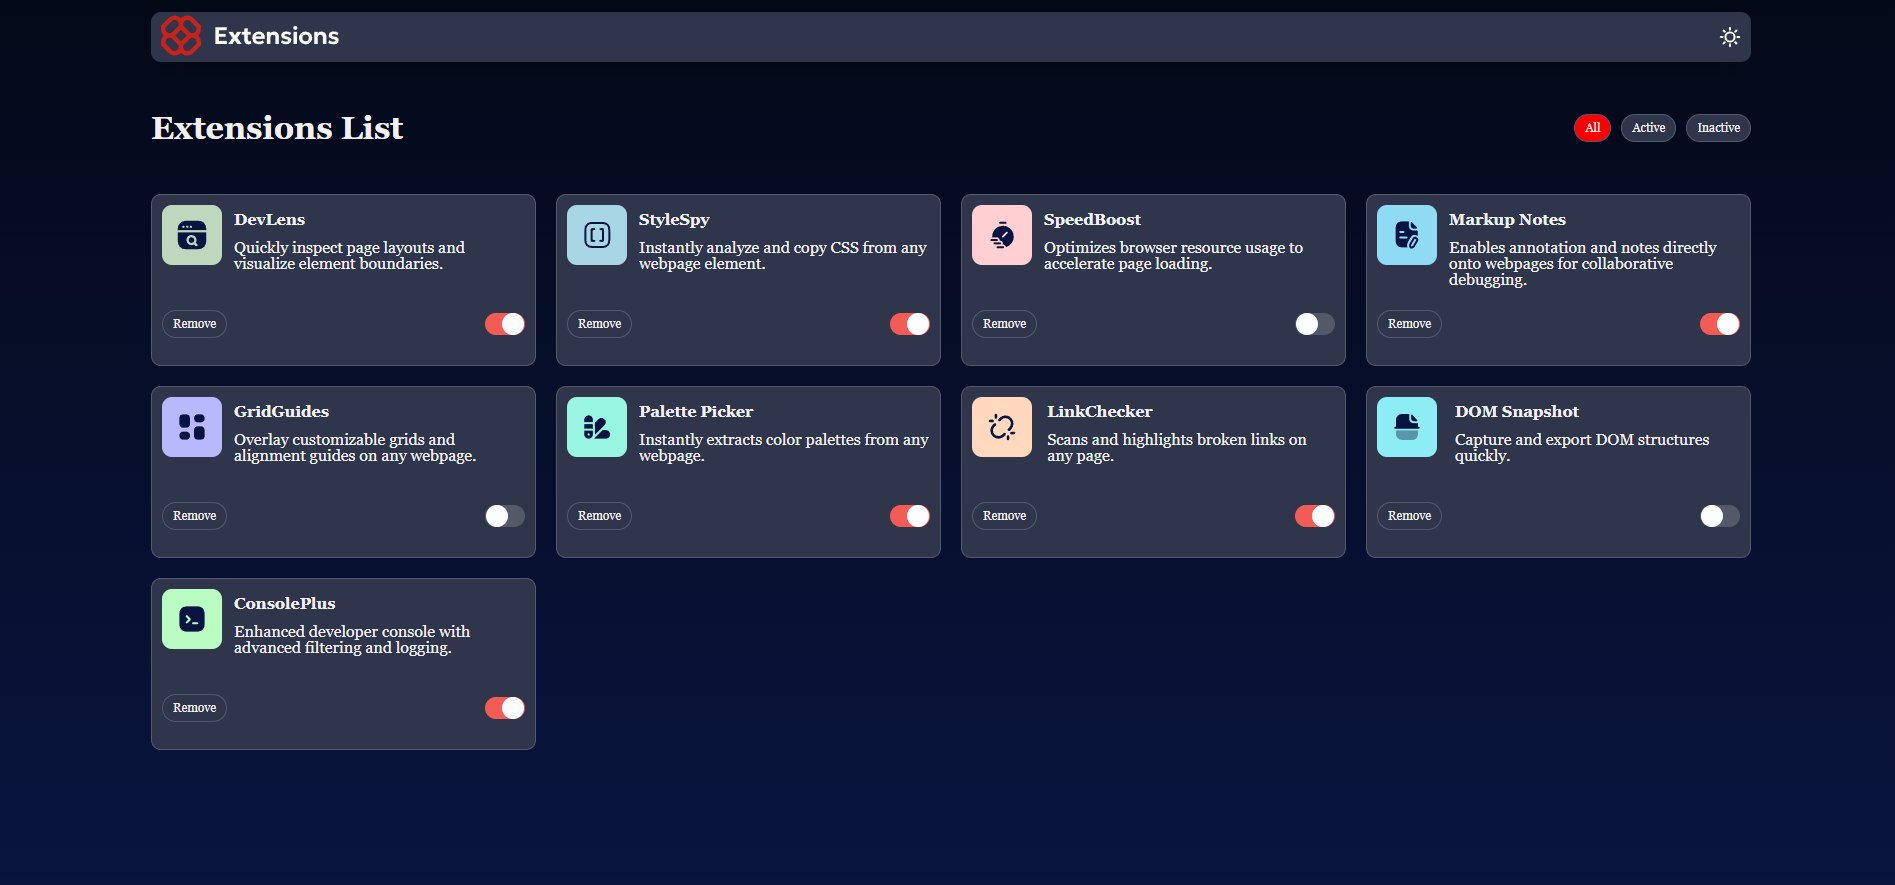 Extensions
Extensions List
All
Active
Inactive
DevLens
Quickly inspect page layouts and
visualize element boundaries.
Remove
StyleSpy
Instantly analyze and copy CSS from any
webpage element.
Remove
SpeedBoost
Optimizes browser resource usage to
accelerate page loading.
Remove
Markup Notes
Enables annotation and notes directly
onto webpages for collaborative
debugging.
Remove
GridGuides
Overlay customizable grids and
alignment guides on any webpage.
Remove
Palette Picker
Instantly extracts color palettes from any
webpage.
Remove
LinkChecker
Scans and highlights broken links on
any page.
Remove
DOM Snapshot
Capture and export DOM structures
quickly.
Remove
ConsolePlus
Enhanced developer console with
advanced filtering and logging.
Remove